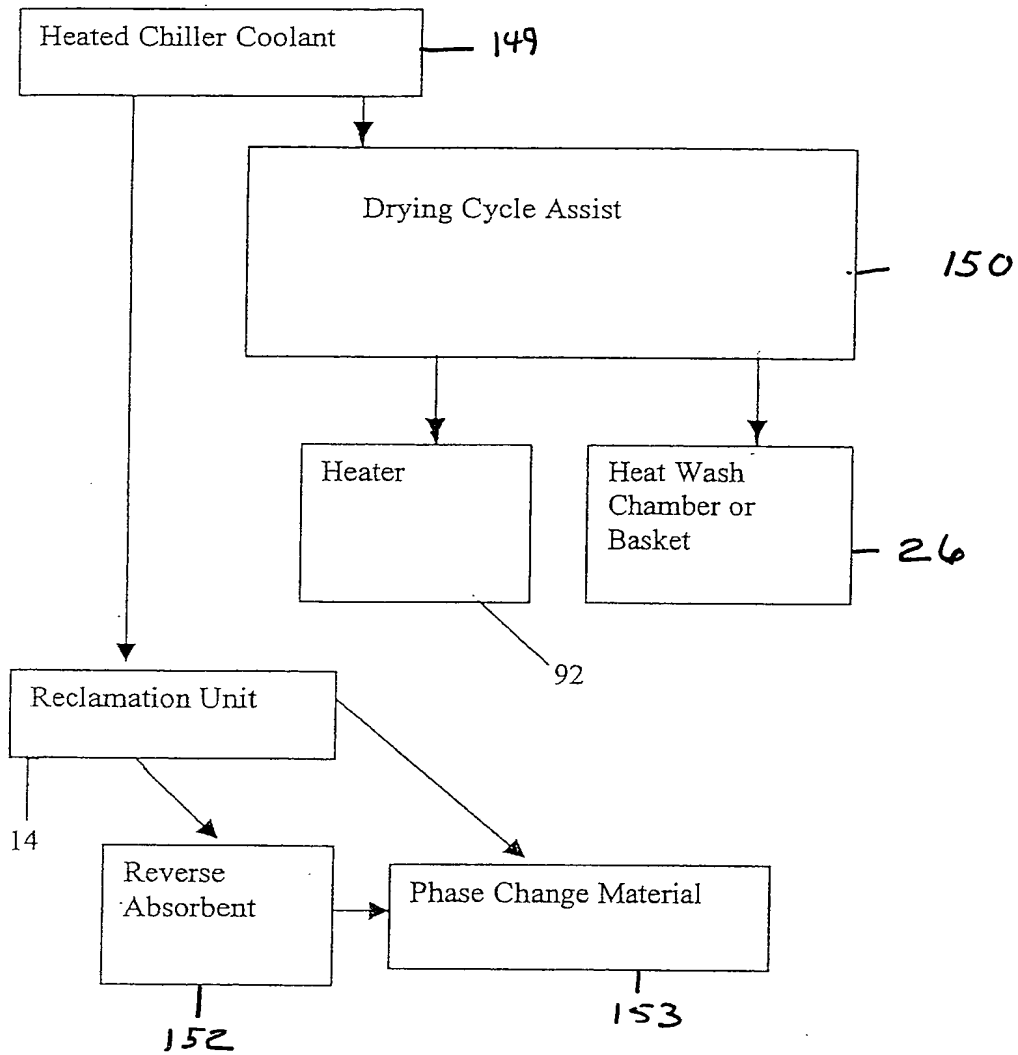 Heated Chiller Coolant
149
Drying Cycle Assist
150
Heater
Heat Wash
Chamber or
Basket
26
92
Reclamation Unit
14
Reverse
Absorbent
Phase Change Material
152
153